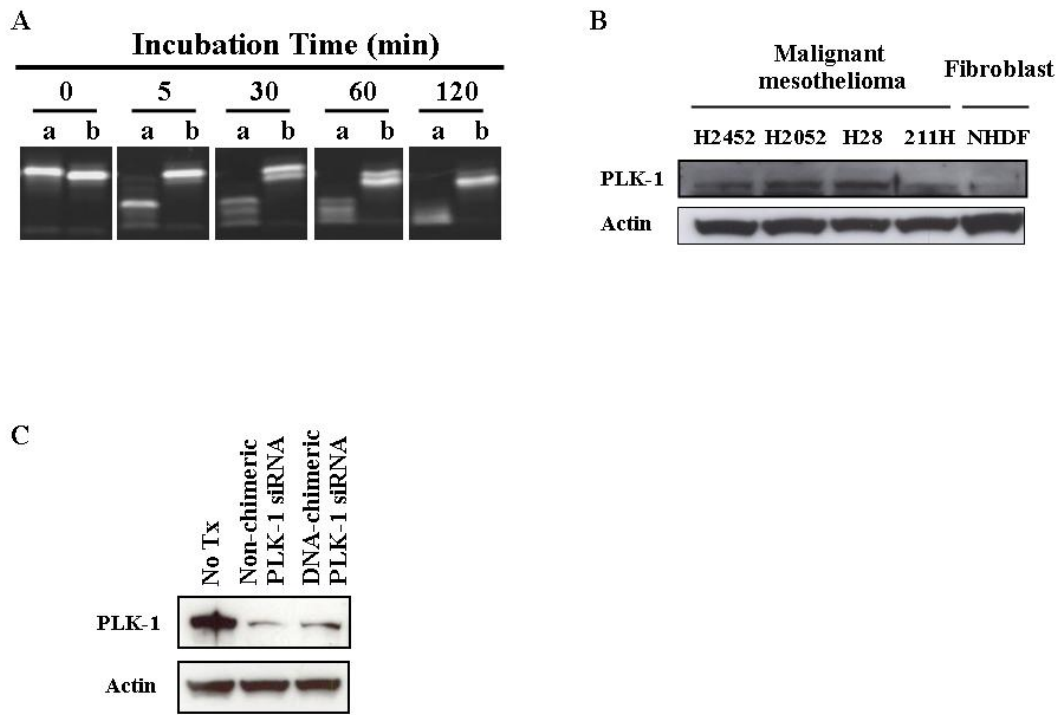 A
Incubation Time (min)
0 5 30 60 120
a b a b a b a b a b
B
Malignant
mesothelioma
Fibroblast
H2452 H2052 H28 211H NHDF
PLK-1
Actin
C
No Tx
Non-chimeric
PLK-1 siRNA
DNA-chimeric
PLK-1 siRNA
PLK-1
Actin